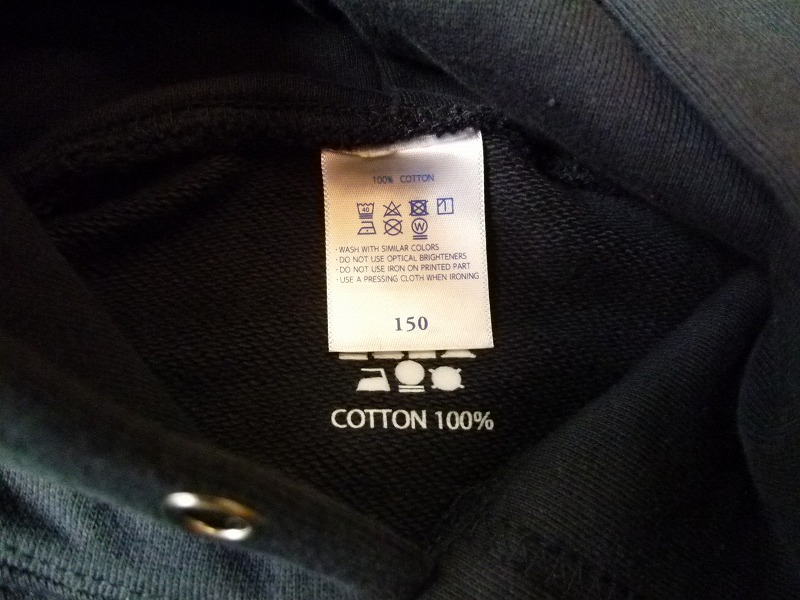 100% COTTON
40
W
· WASH WITH SIMILAR COLORS
· DO NOT USE OPTICAL BRIGHTENERS
· DO NOT USE IRON ON PRINTED PART
· USE A PRESSING CLOTH WHEN IRONING
150
COTTON 100%